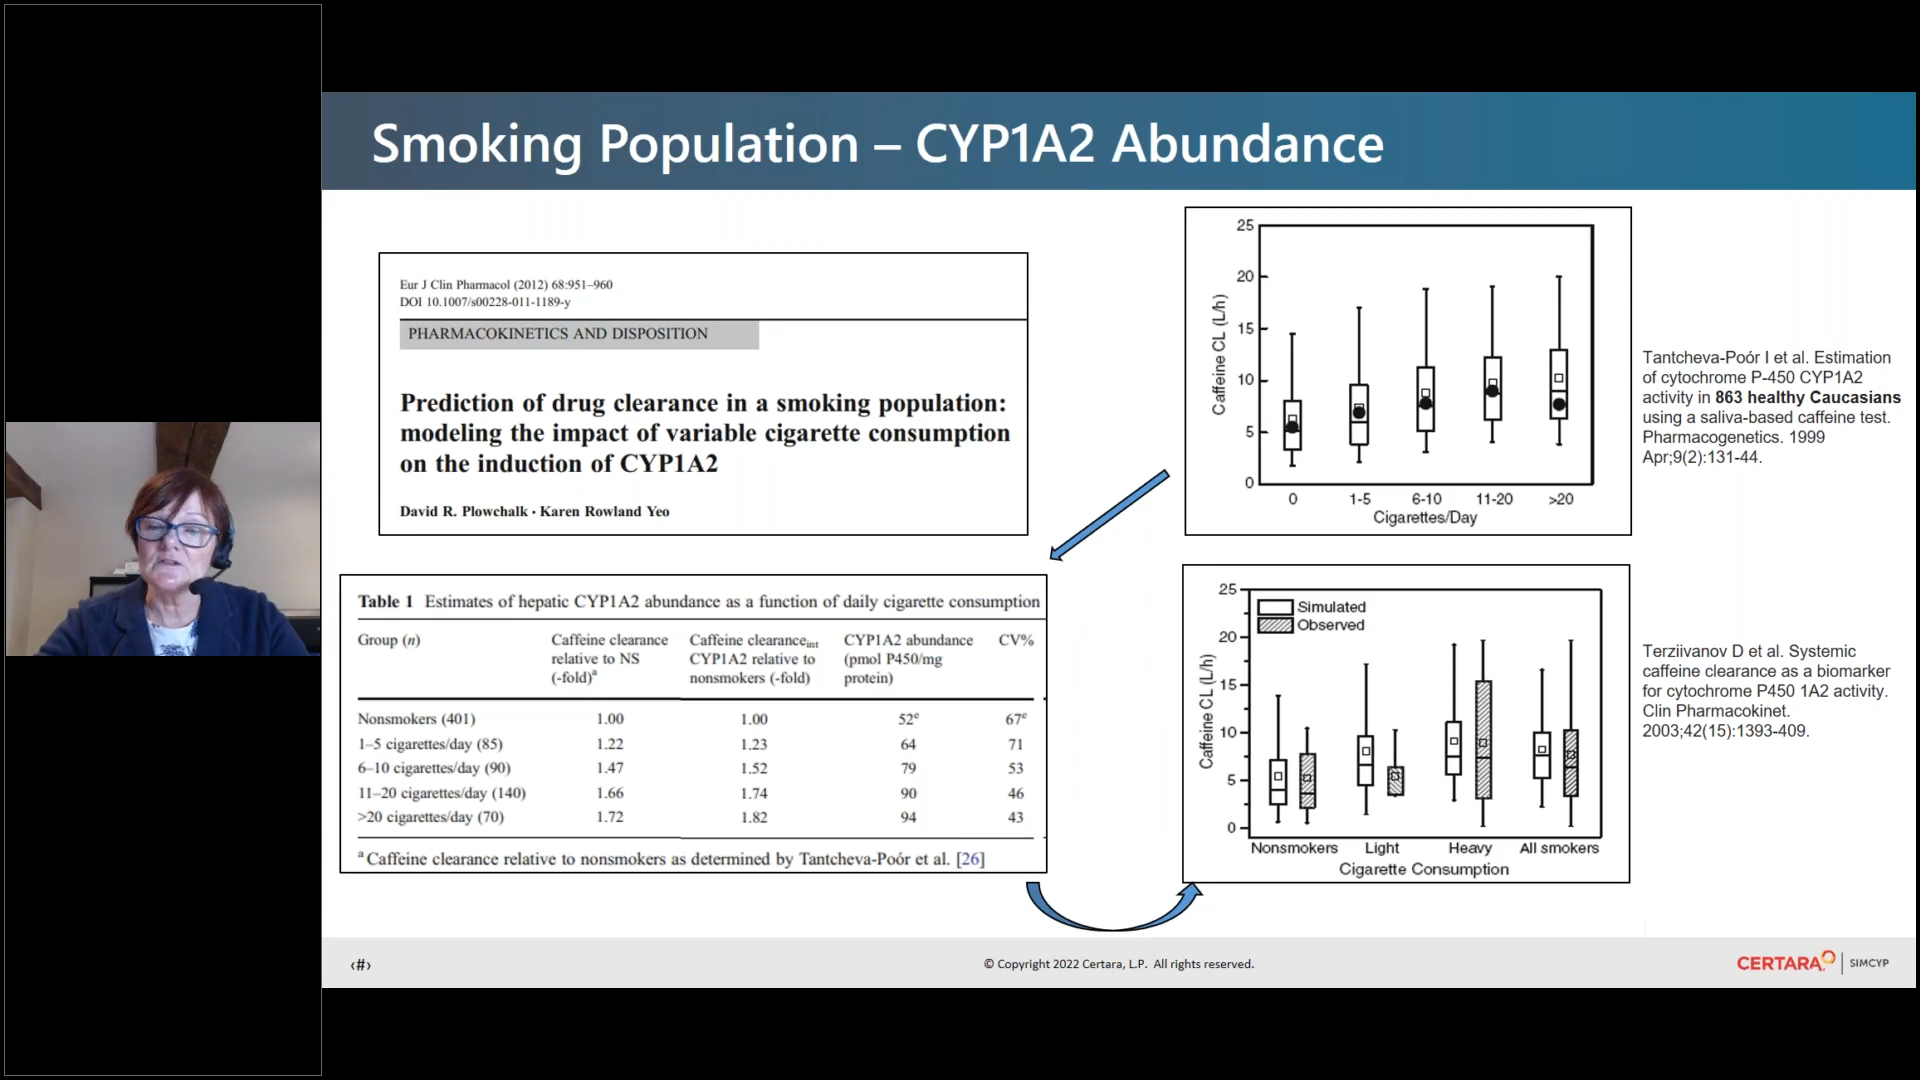 Smoking Population – CYP1A2 Abundance
Eur J Clin Pharmacol (2012) 68:951–960
DOI 10.1007/s00228-011-1189-y
PHARMACOKINETICS AND DISPOSITION
Prediction of drug clearance in a smoking population:
modeling the impact of variable cigarette consumption
on the induction of CYP1A2
David R. Plowchalk · Karen Rowland Yeo
25
20
15
10
5
0
Caffeine CL (L/h)
0 1-5 6-10 11-20 >20
Cigarettes/Day
Tantcheva-Poór I et al. Estimation
of cytochrome P-450 CYP1A2
activity in 863 healthy Caucasians
using a saliva-based caffeine test.
Pharmacogenetics. 1999
Apr;9(2):131-44.
Table 1 Estimates of hepatic CYP1A2 abundance as a function of daily cigarette consumption
Group (n) Caffeine clearance Caffeine clearanceint CYP1A2 abundance CV%
relative to NS CYP1A2 relative to (pmol P450/mg
(-fold)a nonsmokers (-fold) protein)
Nonsmokers (401) 1.00 1.00 52c 67c
1–5 cigarettes/day (85) 1.22 1.23 64 71
6–10 cigarettes/day (90) 1.47 1.52 79 53
11–20 cigarettes/day (140) 1.66 1.74 90 46
>20 cigarettes/day (70) 1.72 1.82 94 43
a Caffeine clearance relative to nonsmokers as determined by Tantcheva-Poór et al. [26]
25
20
15
10
5
0
Caffeine CL (L/h)
Simulated
Observed
Nonsmokers Light Heavy All smokers
Cigarette Consumption
Terziivanov D et al. Systemic
caffeine clearance as a biomarker
for cytochrome P450 1A2 activity.
Clin Pharmacokinet.
2003;42(15):1393-409.
‹#›
© Copyright 2022 Certara, L.P. All rights reserved.
CERTARA | SIMCYP